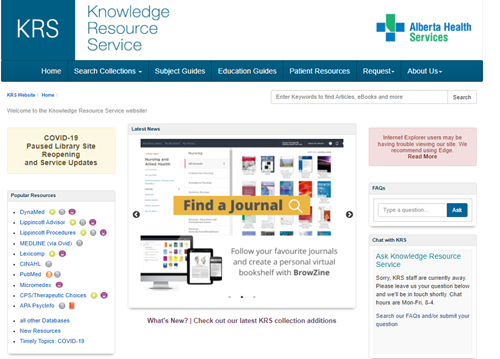 KRS
Knowledge
Resource
Service
Alberta Health
Services
Home
Search Collections
Subject Guides
Education Guides
Patient Resources
Request
About Us
KRS Website
Home
Enter Keywords to find Articles, eBooks and more
Search
Welcome to the Knowledge Resource Service website!
COVID-19
Paused Library Site
Reopening
and Service Updates
Popular Resources
DynaMed
Lippincott Advisor
Lippincott Procedures
MEDLINE (via Ovid)
Lexicomp
CINAHL
PubMed
Micromedex
CPS/Therapeutic Choices
APA PsycInfo
all other Databases
New Resources
Timely Topics: COVID-19
Latest News
Nursing
Nursing and
Allied Health
Find a Journal
Follow your favourite journals
and create a personal virtual
bookshelf with BrowZine
What's New? | Check out our latest KRS collection additions
Internet Explorer users may be
having trouble viewing our site. We
recommend using Edge.
Read More
FAQs
Type a question...
Ask
Chat with KRS
Ask Knowledge Resource
Service
Sorry, KRS staff are currently away.
Please leave us your question below
and we'll be in touch shortly. Chat
hours are Mon-Fri, 8-4
Search our FAQs and/or submit your
question